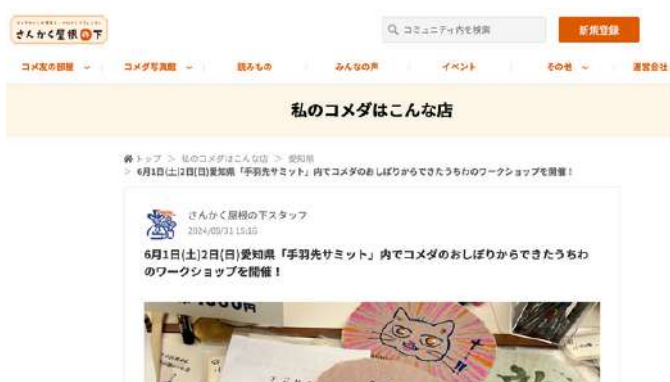 さんかく屋根の下
コミュニティ内を検索
新規登録
コメ友の部屋
コメダ写真館
読みもの
みんなの声
イベント
その他
運営会社
私のコメダはこんな店
トップ ＞ 私のコメダはこんな店 ＞ 愛知県
＞ 6月1日(土)2日(日)愛知県「手羽先サミット」内でコメダのおしぼりからできたうちわのワークショップを開催！
さんかく屋根の下スタッフ
6月1日(土)2日(日)愛知県「手羽先サミット」内でコメダのおしぼりからできたうちわ
のワークショップを開催！